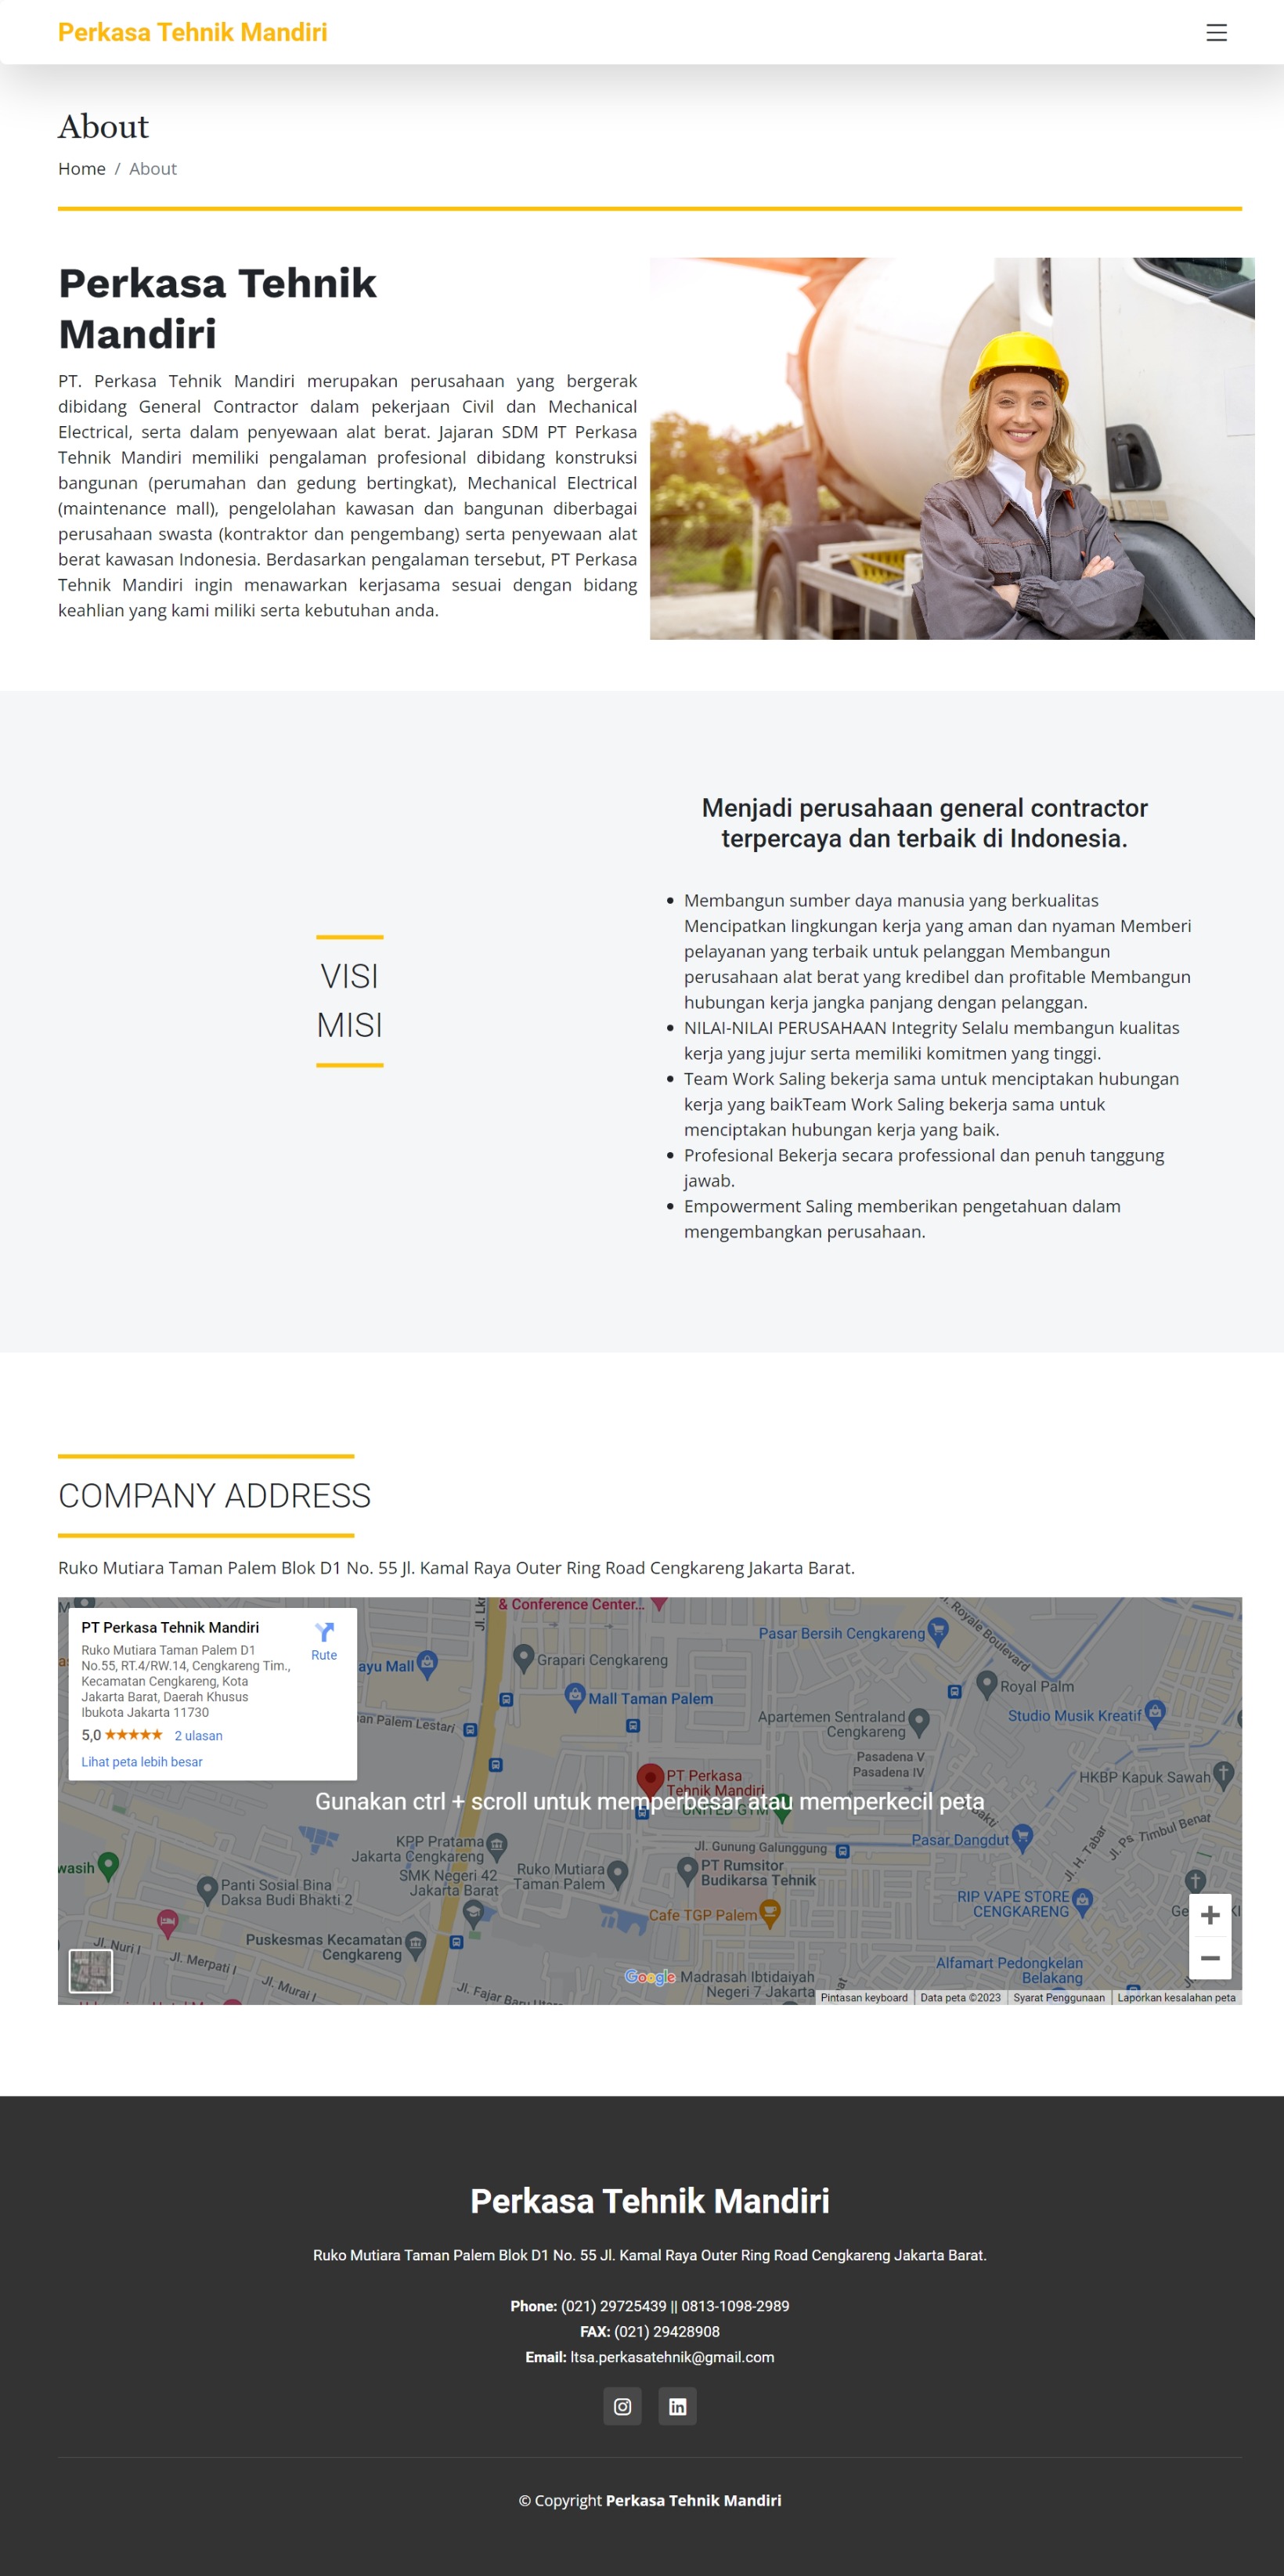 Perkasa Tehnik Mandiri
About
Home / About
Perkasa Tehnik
Mandiri
PT. Perkasa Tehnik Mandiri merupakan perusahaan yang bergerak
dibidang General Contractor dalam pekerjaan Civil dan Mechanical
Electrical, serta dalam penyewaan alat berat. Jajaran SDM PT Perkasa
Tehnik Mandiri memiliki pengalaman profesional dibidang konstruksi
bangunan (perumahan dan gedung bertingkat), Mechanical Electrical
(maintenance mall), pengelolahan kawasan dan bangunan diberbagai
perusahaan swasta (kontraktor dan pengembang) serta penyewaan alat
berat kawasan Indonesia. Berdasarkan pengalaman tersebut, PT Perkasa
Tehnik Mandiri ingin menawarkan kerjasama sesuai dengan bidang
keahlian yang kami miliki serta kebutuhan anda.
VISI
MISI
Menjadi perusahaan general contractor
terpercaya dan terbaik di Indonesia.
Membangun sumber daya manusia yang berkualitas
Mencipatkan lingkungan kerja yang aman dan nyaman Memberi
pelayanan yang terbaik untuk pelanggan Membangun
perusahaan alat berat yang kredibel dan profitable Membangun
hubungan kerja jangka panjang dengan pelanggan.
NILAI-NILAI PERUSAHAAN Integrity Selalu membangun kualitas
kerja yang jujur serta memiliki komitmen yang tinggi.
Team Work Saling bekerja sama untuk menciptakan hubungan
kerja yang baikTeam Work Saling bekerja sama untuk
menciptakan hubungan kerja yang baik.
Profesional Bekerja secara professional dan penuh tanggung
jawab.
Empowerment Saling memberikan pengetahuan dalam
mengembangkan perusahaan.
COMPANY ADDRESS
Ruko Mutiara Taman Palem Blok D1 No. 55 Jl. Kamal Raya Outer Ring Road Cengkareng Jakarta Barat.
PT Perkasa Tehnik Mandiri
Ruko Mutiara Taman Palem D1
No.55, RT.4/RW.14, Cengkareng Tim.,
Kecamatan Cengkareng, Kota
Jakarta Barat, Daerah Khusus
Ibukota Jakarta 11730
5,0 ★★★★★ 2 ulasan
Lihat peta lebih besar
Rute
& Conference Center...
Jl. Royale Boulevard
Pasar Bersih Cengkareng
Grapari Cengkareng
ayu Mall
Royal Palm
Mall Taman Palem
Studio Musik Kreatif
Apartemen Sentraland
Cengkareng
an Palem Lestari
Pasadena V
Pasadena IV
PT Perkasa
Tehnik Mandiri
HKBP Kapuk Sawah
Gunakan ctrl + scroll untuk memperbesar atau memperkecil peta
UNITED GYM
Jl. Ps. Timbul Benat
KPP Pratama
Jakarta Cengkareng
Jl. Gunung Galunggung
Pasar Dangdut
Jl. H. Tabar
wasih
SMK Negeri 42
Jakarta Barat
Ruko Mutiara
Taman Palem
PT Rumsitor
Budikarsa Tehnik
Panti Sosial Bina
Daksa Budi Bhakti 2
RIP VAPE STORE
CENGKARENG
Cafe TGP Palem
Puskesmas Kecamatan
Cengkareng
Jl. Nuri I
Jl. Merpati I
Jl. Murai I
Alfamart Pedongkelan
Belakang
Google
Madrasah Ibtidaiyah
Negeri 7 Jakarta
Jl. Fajar Baru Utara
Pintasan keyboard
Data peta ©2023
Syarat Penggunaan
Laporkan kesalahan peta
Perkasa Tehnik Mandiri
Ruko Mutiara Taman Palem Blok D1 No. 55 Jl. Kamal Raya Outer Ring Road Cengkareng Jakarta Barat.
Phone: (021) 29725439 || 0813-1098-2989
FAX: (021) 29428908
Email: ltsa.perkasatehnik@gmail.com
© Copyright Perkasa Tehnik Mandiri